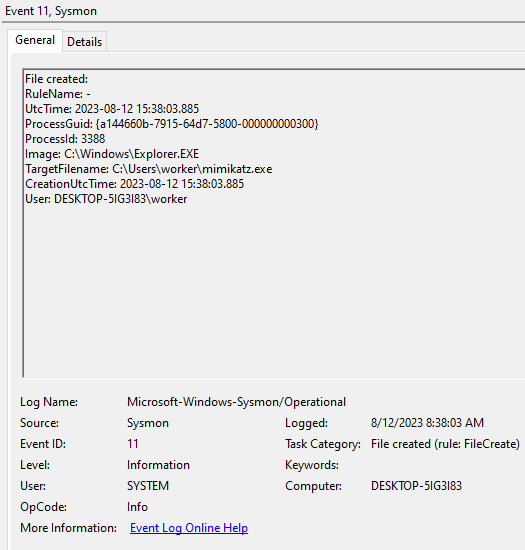 Event 11, Sysmon
General Details
File created:
RuleName: -
UtcTime: 2023-08-12 15:38:03.885
ProcessGuid: {a144660b-7915-64d7-5800-000000000300}
ProcessId: 3388
Image: C:\Windows\Explorer.EXE
TargetFilename: C:\Users\worker\mimikatz.exe
CreationUtcTime: 2023-08-12 15:38:03.885
User: DESKTOP-5IG3I83\worker
Log Name: Microsoft-Windows-Sysmon/Operational
Source: Sysmon Logged: 8/12/2023 8:38:03 AM
Event ID: 11 Task Category: File created (rule: FileCreate)
Level: Information Keywords:
User: SYSTEM Computer: DESKTOP-5IG3I83
OpCode: Info
More Information: Event Log Online Help